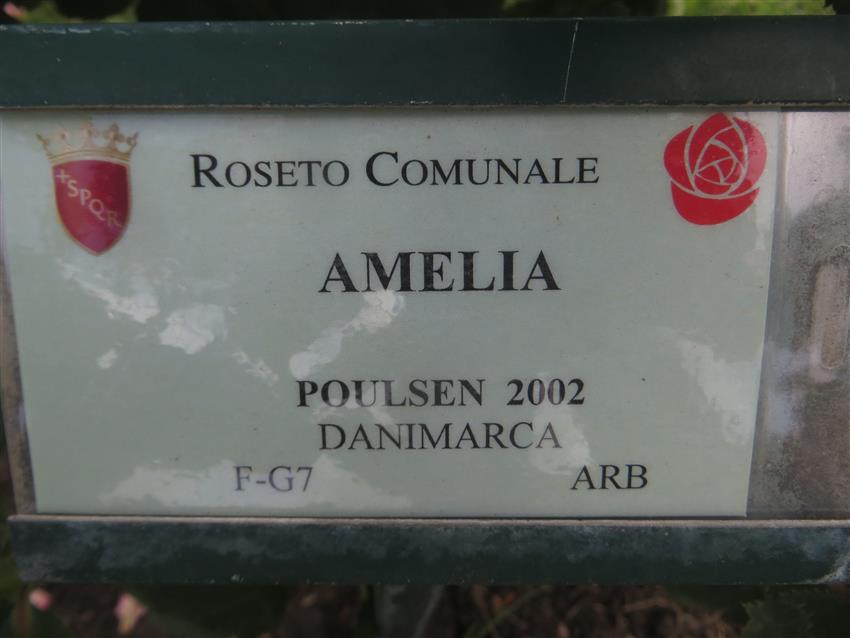 ROSETO COMUNALE
+SPQR
AMELIA
POULSEN 2002
DANIMARCA
F-G7 ARB